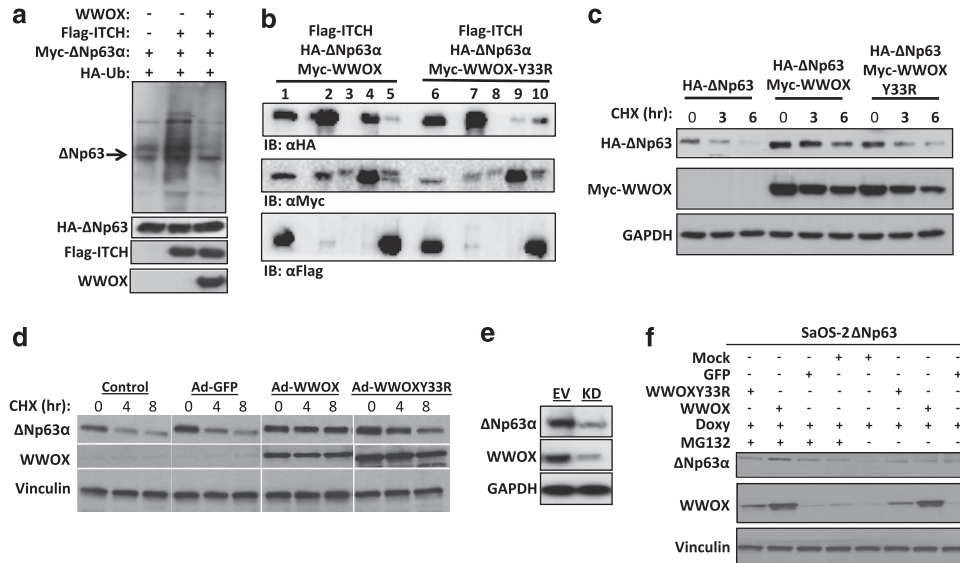 a
WWOX: - - +
Flag-ITCH: - + +
Myc-ΔNp63α: + + +
HA-Ub: + + +
ΔNp63
HA-ΔNp63
Flag-ITCH
WWOX
b
Flag-ITCH
HA-ΔNp63α
Myc-WWOX
Flag-ITCH
HA-ΔNp63α
Myc-WWOX-Y33R
1 2 3 4 5 6 7 8 9 10
IB: αHA
IB: αMyc
IB: αFlag
c
HA-ΔNp63
HA-ΔNp63
Myc-WWOX
HA-ΔNp63
Myc-WWOX
Y33R
CHX (hr): 0 3 6 0 3 6 0 3 6
HA-ΔNp63
Myc-WWOX
GAPDH
d
Control Ad-GFP Ad-WWOX Ad-WWOXY33R
CHX (hr): 0 4 8 0 4 8 0 4 8 0 4 8
ΔNp63α
WWOX
Vinculin
e
EV KD
ΔNp63α
WWOX
GAPDH
f
SaOS-2 ΔNp63
Mock - - - + + - - -
GFP - - + - - - - +
WWOXY33R + - - - - + - -
WWOX - + - - - - + -
Doxy + + + + + + + +
MG132 + + + + - - - -
ΔNp63α
WWOX
Vinculin